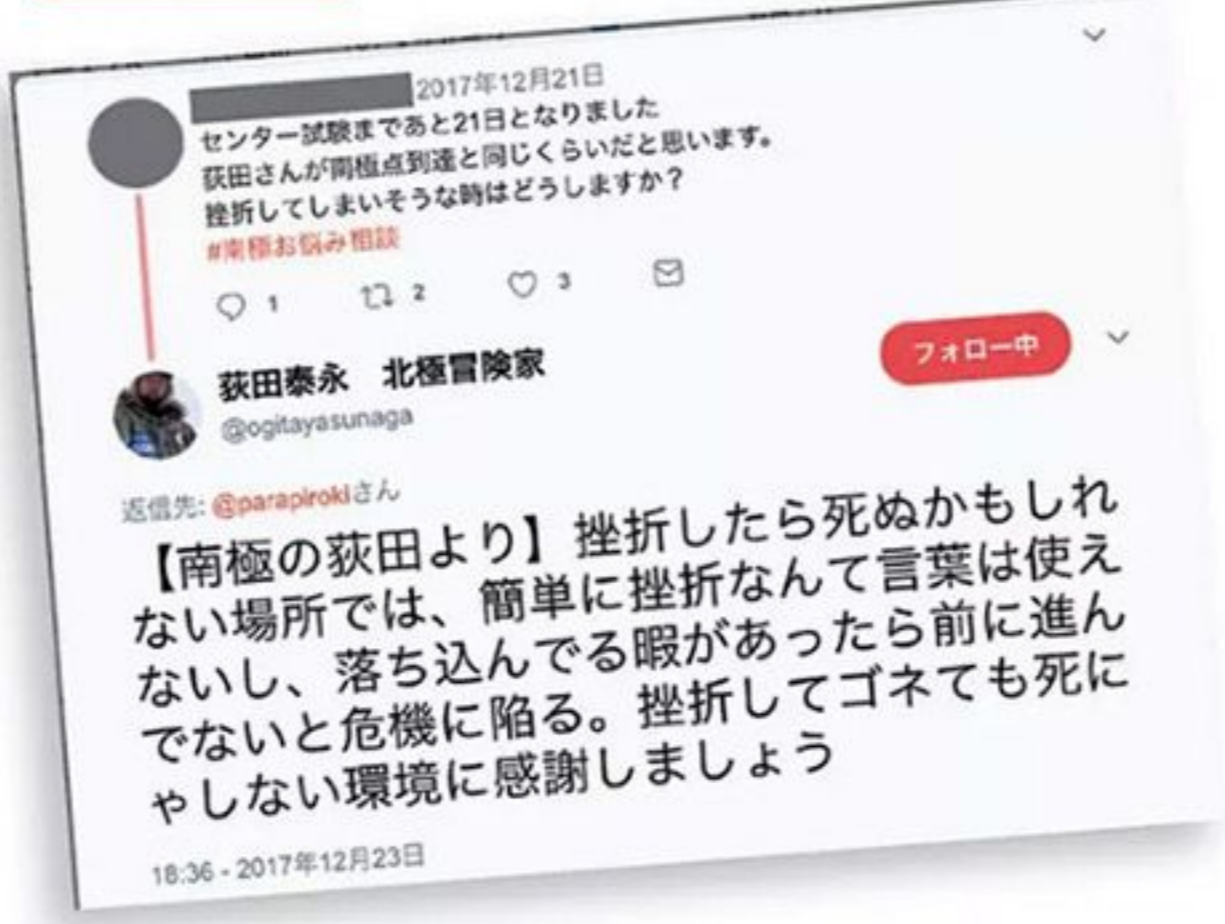 2017年12月21日
センター試験まであと21日となりました
荻田さんが南極点到達と同じくらいだと思います。
挫折してしまいそうな時はどうしますか？
#南極お悩み相談
1 2 3
荻田泰永　北極冒険家
フォロー中
@ogitayasunaga
返信先: @parapirokiさん
【南極の荻田より】挫折したら死ぬかもしれ
ない場所では、簡単に挫折なんて言葉は使え
ないし、落ち込んでる暇があったら前に進ん
でないと危機に陥る。挫折してゴネても死に
ゃしない環境に感謝しましょう
18:36 - 2017年12月23日